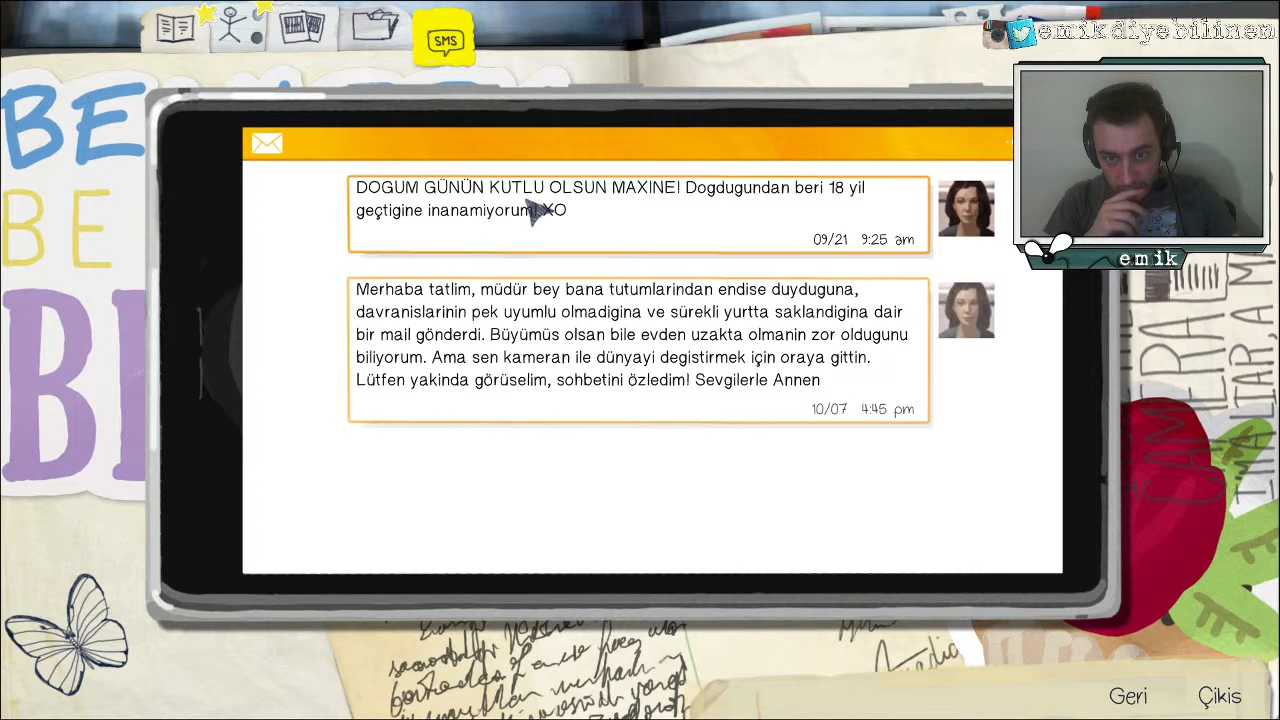 SMS
emikdiyebilinen
BE
BE
DOGUM GÜNÜN KUTLU OLSUN MAXINE! Dogdugundan beri 18 yil
geçtigine inanamiyorum! XO
09/21 9:25 am
emik
Merhaba tatlim, müdür bey bana tutumlarindan endise duyduguna,
davranislarinin pek uyumlu olmadigina ve sürekli yurtta saklandigina dair
bir mail gönderdi. Büyümüs olsan bile evden uzakta olmanin zor oldugunu
biliyorum. Ama sen kameran ile dünyayi degistirmek için oraya gittin.
Lütfen yakinda görüselim, sohbetini özledim! Sevgilerle Annen
10/07 4:45 pm
Geri
Çikis